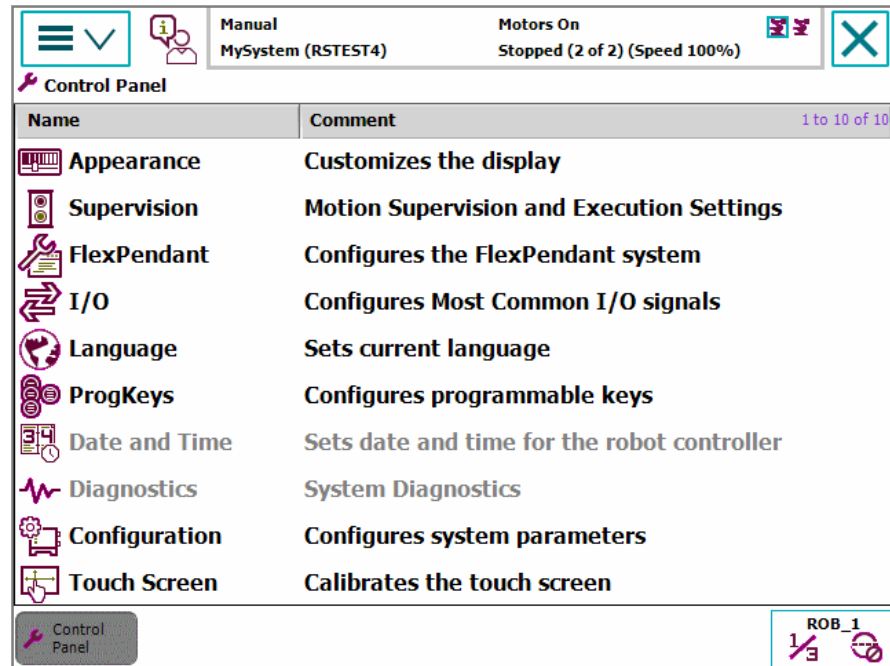 Manual Motors On
MySystem (RSTEST4) Stopped (2 of 2) (Speed 100%)
Control Panel
Name Comment 1 to 10 of 10
Appearance Customizes the display
Supervision Motion Supervision and Execution Settings
FlexPendant Configures the FlexPendant system
I/O Configures Most Common I/O signals
Language Sets current language
ProgKeys Configures programmable keys
Date and Time Sets date and time for the robot controller
Diagnostics System Diagnostics
Configuration Configures system parameters
Touch Screen Calibrates the touch screen
Control
Panel
ROB_1
1/3